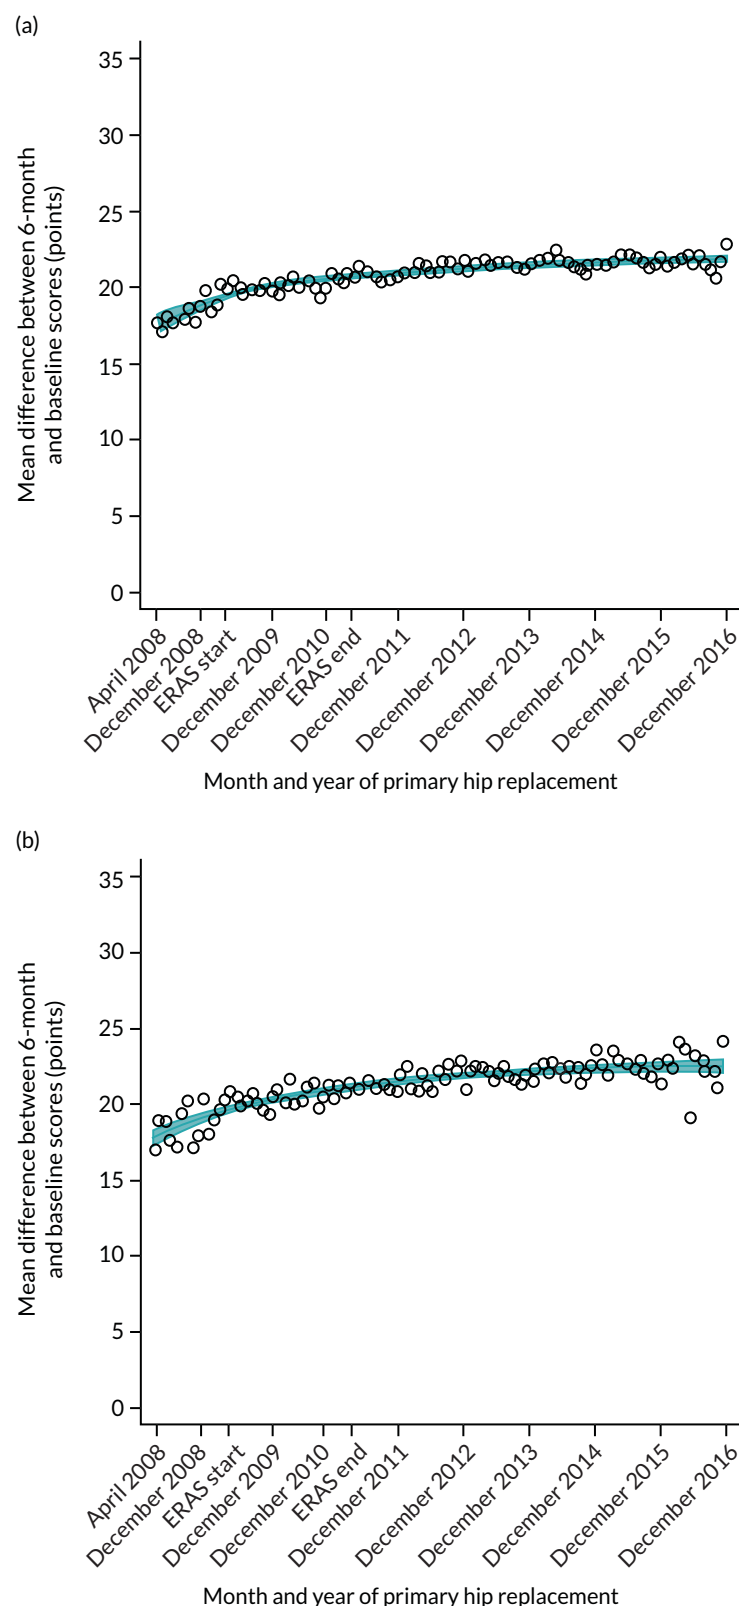 (a)
35
30
25
20
15
10
5
0
Mean difference between 6-month
and baseline scores (points)
April 2008
December 2008
ERAS start
December 2009
December 2010
ERAS end
December 2011
December 2012
December 2013
December 2014
December 2015
December 2016
Month and year of primary hip replacement
(b)
35
30
25
20
15
10
5
0
Mean difference between 6-month
and baseline scores (points)
April 2008
December 2008
ERAS start
December 2009
December 2010
ERAS end
December 2011
December 2012
December 2013
December 2014
December 2015
December 2016
Month and year of primary hip replacement